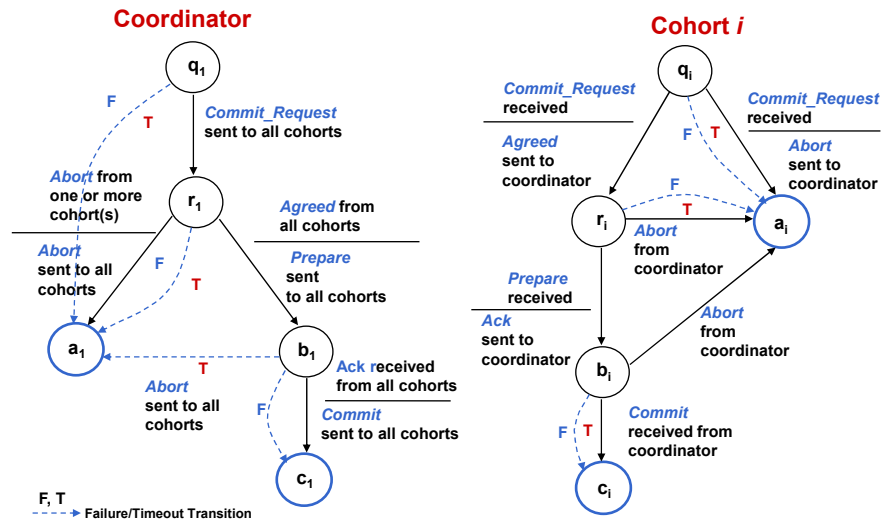 Coordinator
q1
F
T
Commit_Request
sent to all cohorts
Abort from
one or more
cohort(s)
r1
Agreed from
all cohorts
Abort
sent to all
cohorts
F
T
Prepare
sent
to all cohorts
a1
b1
T
Abort
sent to all
cohorts
F
Ack received
from all cohorts
Commit
sent to all cohorts
c1
F, T
Failure/Timeout Transition
Cohort i
qi
Commit_Request
received
Agreed
sent to
coordinator
F
T
Commit_Request
received
Abort
sent to
coordinator
ri
F
T
ai
Abort
from
coordinator
Prepare
received
Ack
sent to
coordinator
Abort
from
coordinator
bi
F
T
Commit
received from
coordinator
ci